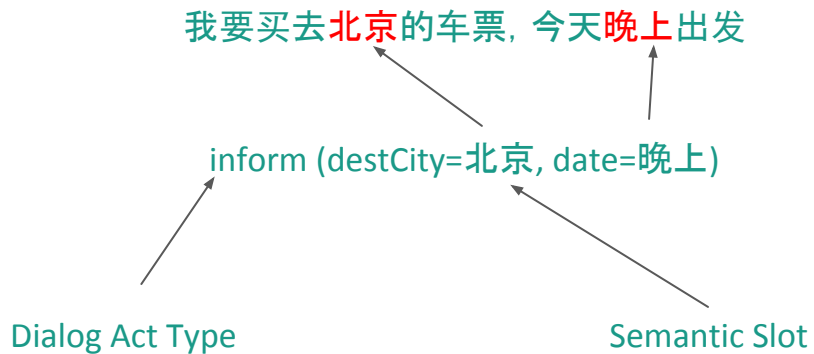 我要买去北京的车票, 今天晚上出发
inform (destCity=北京, date=晚上)
Dialog Act Type
Semantic Slot